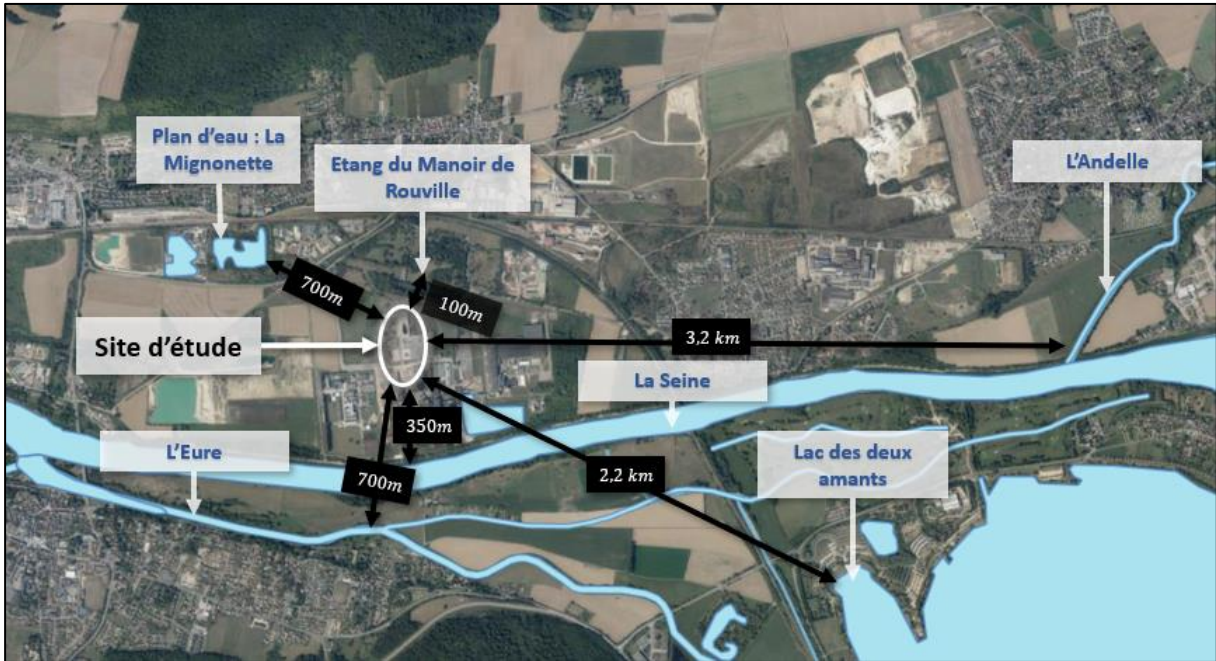 Plan d'eau : La
Mignonette
Etang du Manoir de
Rouville
L'Andelle
700m
100m
Site d'étude
3,2 km
La Seine
350m
L'Eure
700m
2,2 km
Lac des deux
amants